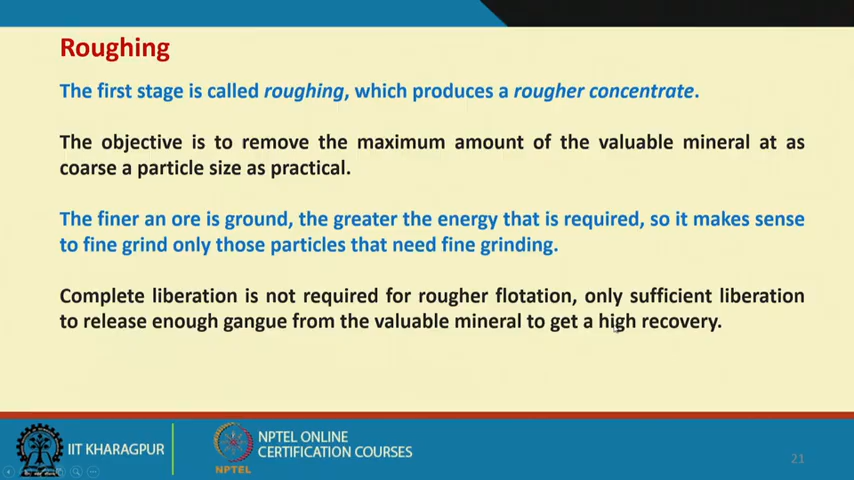 Roughing
The first stage is called roughing, which produces a rougher concentrate.
The objective is to remove the maximum amount of the valuable mineral at as
coarse a particle size as practical.
The finer an ore is ground, the greater the energy that is required, so it makes sense
to fine grind only those particles that need fine grinding.
Complete liberation is not required for rougher flotation, only sufficient liberation
to release enough gangue from the valuable mineral to get a high recovery.
IIT KHARAGPUR
NPTEL ONLINE
CERTIFICATION COURSES
NPTEL
21